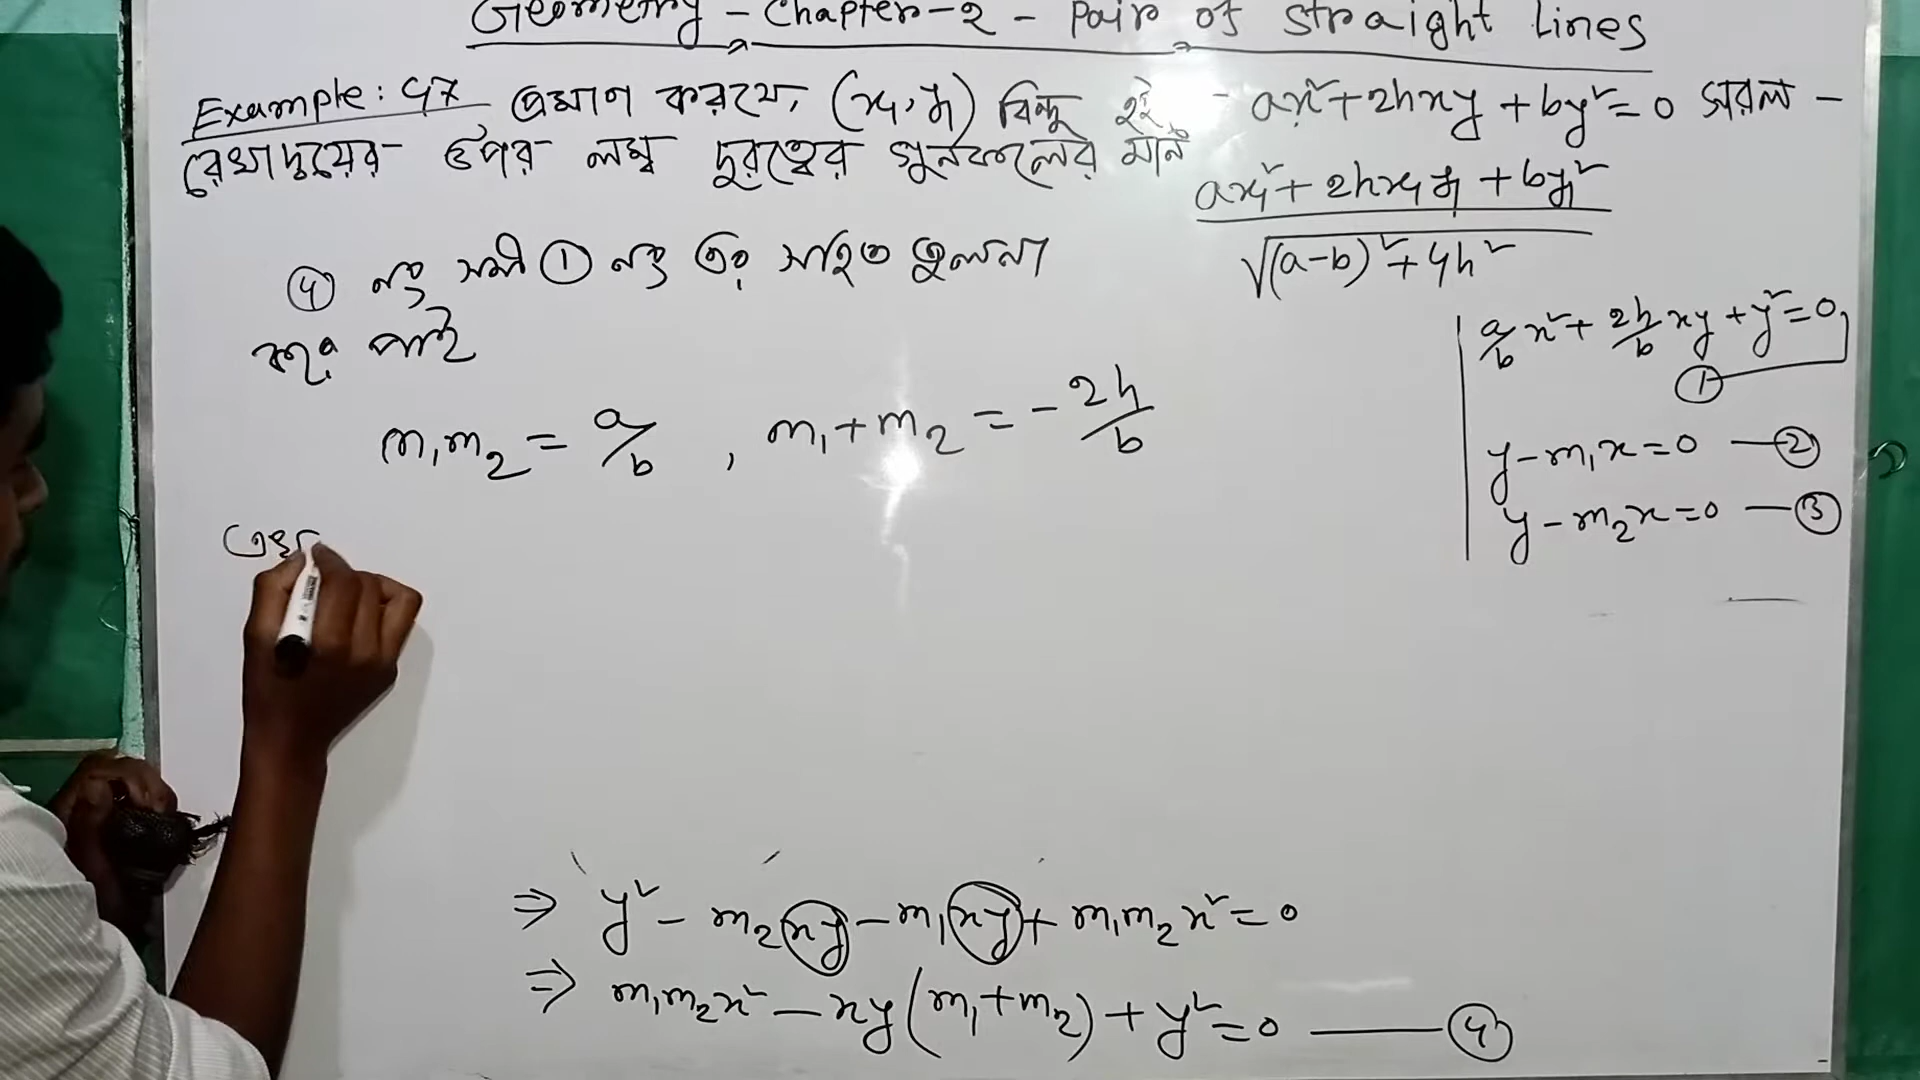 Geometry - Chapter-2 - Pair of Straight Lines
Example: 47 প্রমাণ করযে, (x₁, y₁) বিন্দু হইতে ax²+2hxy+by²=0 সরল -
রেখাদ্বয়ের উপর লম্ব দুরত্বের গুনফলের মান (ax₁²+2hx₁y₁+by₁²)/√((a-b)²+4h²)
④ নং সমী ① নং এর সহিত তুলনা
করে পাই
m₁m₂ = a/b , m₁+m₂ = -2h/b
a/b x² + 2h/b xy + y² = 0
①
y-m₁x=0 —②
y-m₂x=0 —③
এখা
⇒ y² - m₂xy - m₁xy + m₁m₂x² = 0
⇒ m₁m₂x² - xy(m₁+m₂) + y² = 0 —④